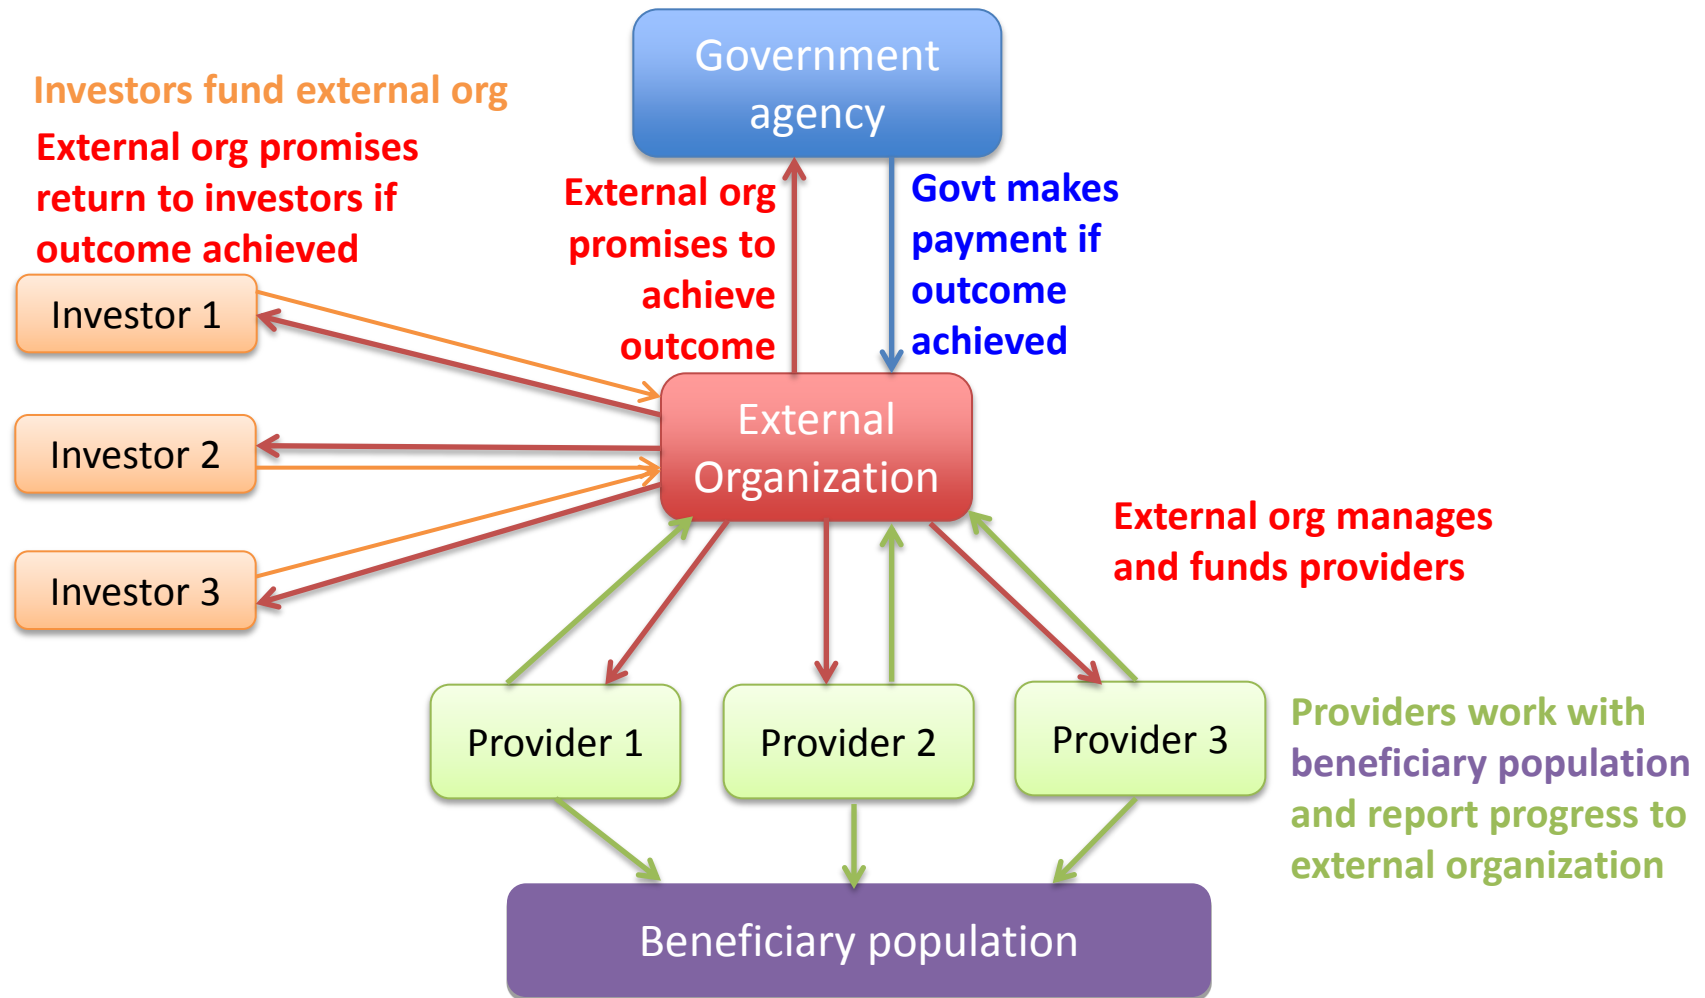 Government
agency
Investors fund external org
External org promises
return to investors if
outcome achieved
External org
promises to
achieve
outcome
Govt makes
payment if
outcome
achieved
Investor 1
Investor 2
Investor 3
External
Organization
External org manages
and funds providers
Provider 1
Provider 2
Provider 3
Providers work with
beneficiary population
and report progress to
external organization
Beneficiary population